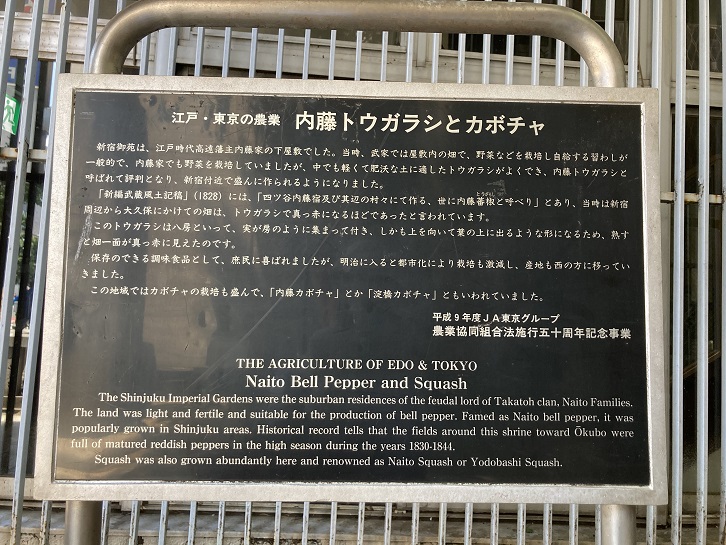 江戸・東京の農業 内藤トウガラシとカボチャ
新宿御苑は、江戸時代高遠藩主内藤家の下屋敷でした。当時、武家では屋敷内の畑で、野菜などを栽培し自給する習わしが
一般的で、内藤家でも野菜を栽培していましたが、中でも軽くて肥沃な土に適したトウガラシがよくでき、内藤トウガラシと
呼ばれて評判となり、新宿付近で盛んに作られるようになりました。
「新編武蔵風土記稿」(1828)には、「四ツ谷内藤宿及び其辺の村々にて作る、世に内藤蕃椒と呼べり」とあり、当時は新宿
周辺から大久保にかけての畑は、トウガラシで真っ赤になるほどであったと言われています。
このトウガラシは八房といって、実が房のように集まって付き、しかも上を向いて葉の上に出るような形になるため、熟す
と畑一面が真っ赤に見えたのです。
保存のできる調味食品として、庶民に喜ばれましたが、明治に入ると都市化により栽培も激減し、産地も西の方に移ってい
きました。
この地域ではカボチャの栽培も盛んで、「内藤カボチャ」とか「淀橋カボチャ」ともいわれていました。
平成9年度JA東京グループ
農業協同組合法施行五十周年記念事業
THE AGRICULTURE OF EDO & TOKYO
Naito Bell Pepper and Squash
The Shinjuku Imperial Gardens were the suburban residences of the feudal lord of Takatoh clan, Naito Families.
The land was light and fertile and suitable for the production of bell pepper. Famed as Naito bell pepper, it was
popularly grown in Shinjuku areas. Historical record tells that the fields around this shrine toward Ōkubo were
full of matured reddish peppers in the high season during the years 1830-1844.
Squash was also grown abundantly here and renowned as Naito Squash or Yodobashi Squash.